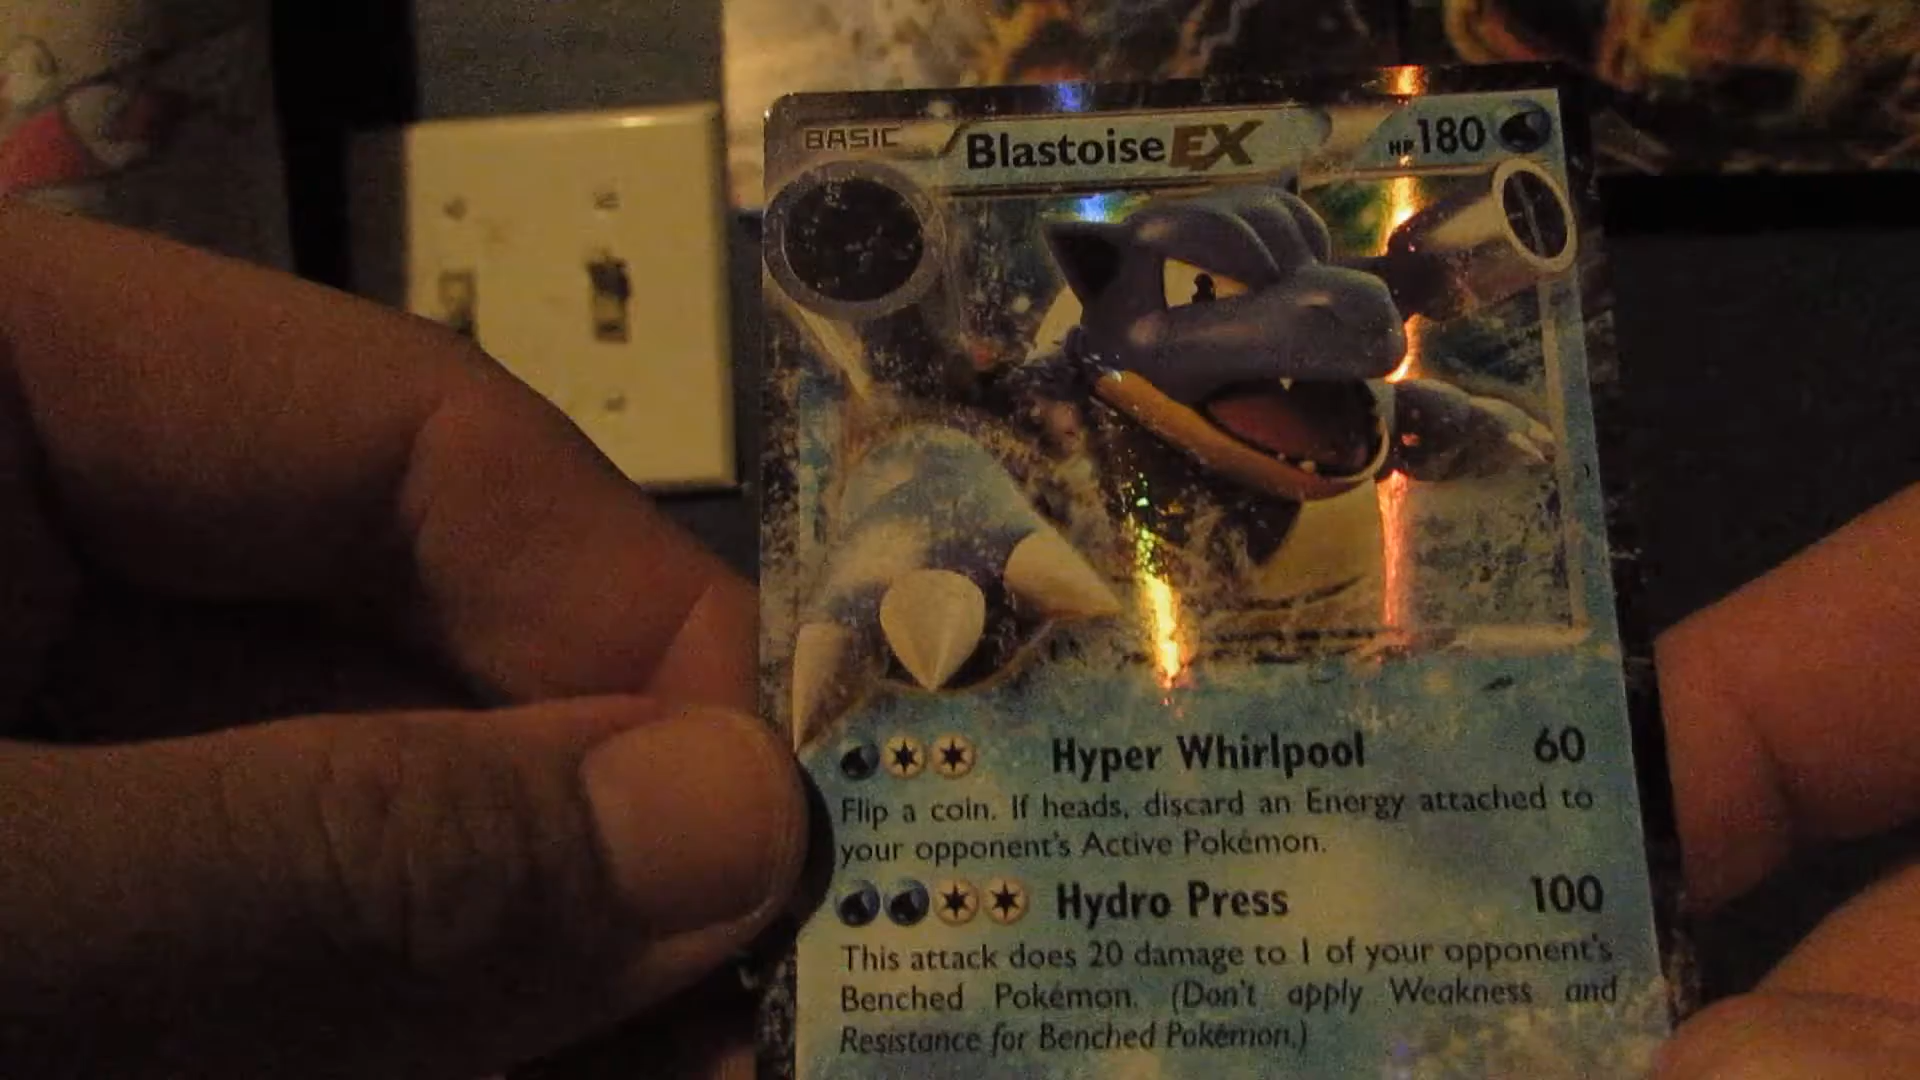 BASIC Blastoise EX HP 180
Hyper Whirlpool 60
Flip a coin. If heads, discard an Energy attached to
your opponent's Active Pokémon.
Hydro Press 100
This attack does 20 damage to 1 of your opponent's
Benched Pokémon. (Don't apply Weakness and
Resistance for Benched Pokémon.)